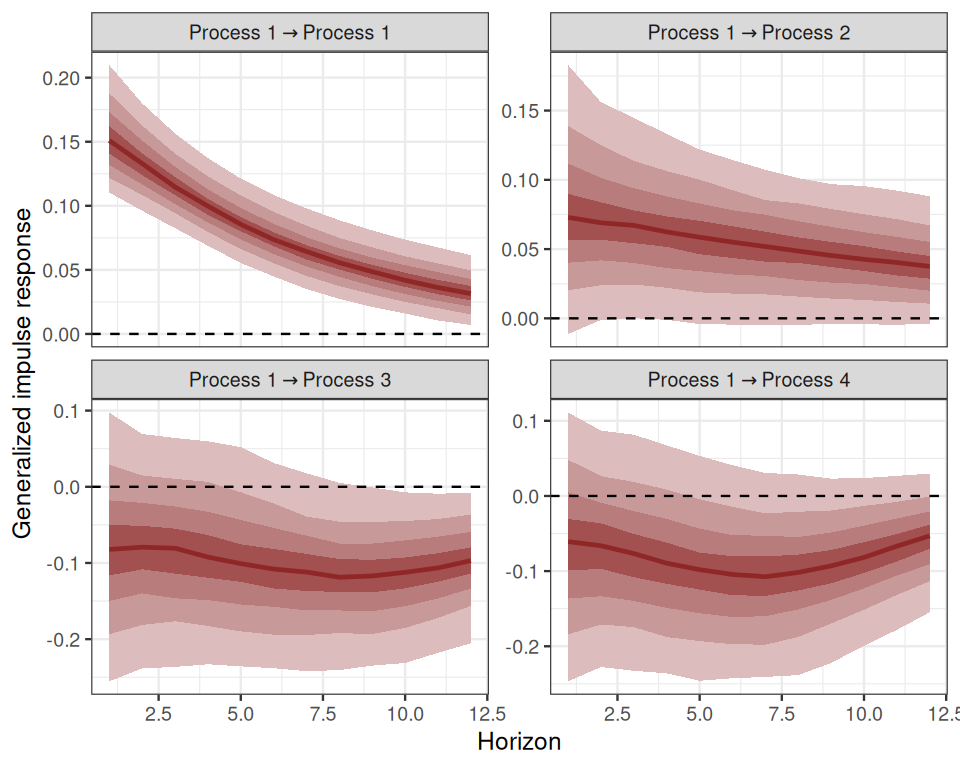 Process 1 → Process 1
Process 1 → Process 2
0.20
0.15
0.10
0.05
0.00
0.15
0.10
0.05
0.00
Process 1 → Process 3
Process 1 → Process 4
0.1
0.0
-0.1
-0.2
0.1
0.0
-0.1
-0.2
2.5 5.0 7.5 10.0 12.5
2.5 5.0 7.5 10.0 12.5
Horizon
Generalized impulse response